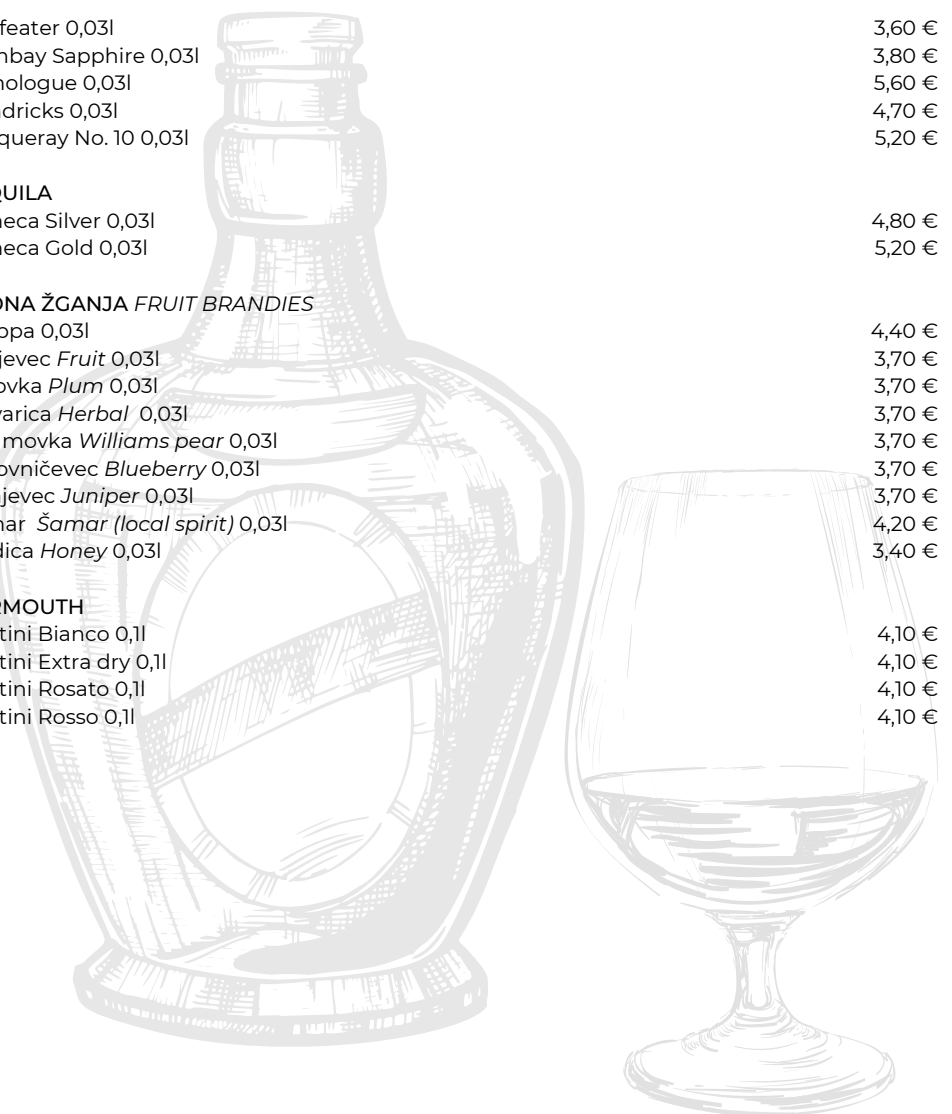 feater 0,03l 3,60 €
nbay Sapphire 0,03l 3,80 €
nologue 0,03l 5,60 €
dricks 0,03l 4,70 €
queray No. 10 0,03l 5,20 €
QUILA
neca Silver 0,03l 4,80 €
neca Gold 0,03l 5,20 €
DNA ŽGANJA FRUIT BRANDIES
opa 0,03l 4,40 €
jevec Fruit 0,03l 3,70 €
ovka Plum 0,03l 3,70 €
varica Herbal 0,03l 3,70 €
movka Williams pear 0,03l 3,70 €
ovničevec Blueberry 0,03l 3,70 €
njevec Juniper 0,03l 3,70 €
nar Šamar (local spirit) 0,03l 4,20 €
dica Honey 0,03l 3,40 €
RMOUTH
tini Bianco 0,1l 4,10 €
tini Extra dry 0,1l 4,10 €
tini Rosato 0,1l 4,10 €
tini Rosso 0,1l 4,10 €